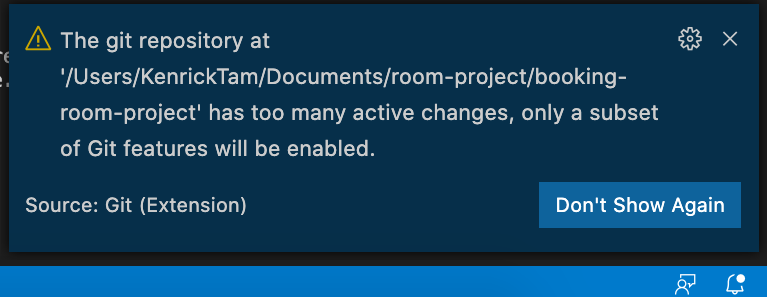 The git repository at
'/Users/KenrickTam/Documents/room-project/booking-
room-project' has too many active changes, only a subset
of Git features will be enabled.
Source: Git (Extension)
Don't Show Again